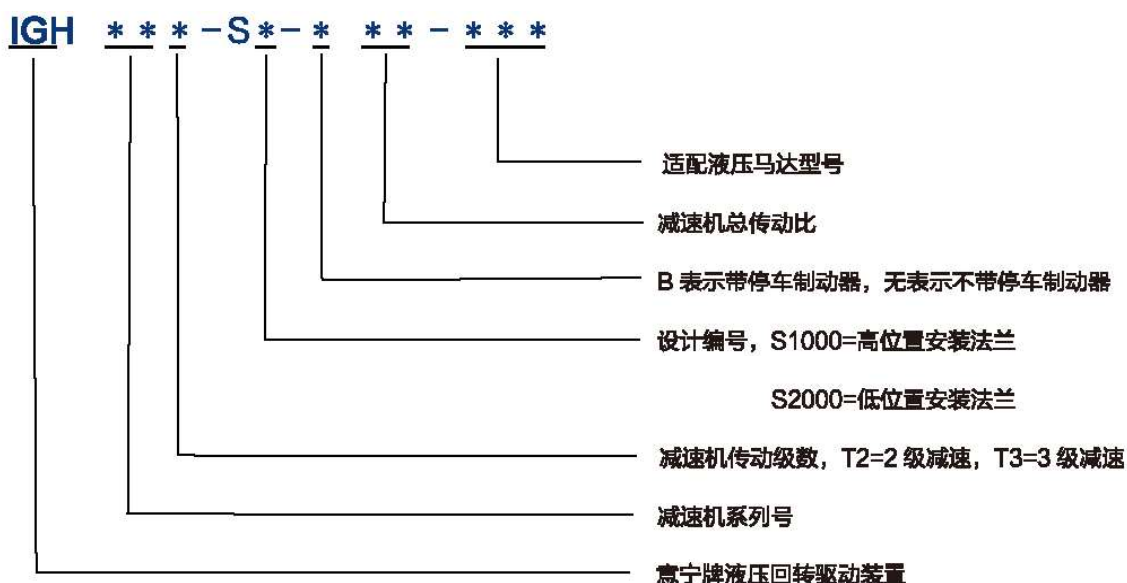 IGH * * * - S * - * * * - * * *
适配液压马达型号
减速机总传动比
B 表示带停车制动器，无表示不带停车制动器
设计编号，S1000=高位置安装法兰
S2000=低位置安装法兰
减速机传动级数，T2=2 级减速，T3=3 级减速
减速机系列号
意宁牌液压回转驱动装置